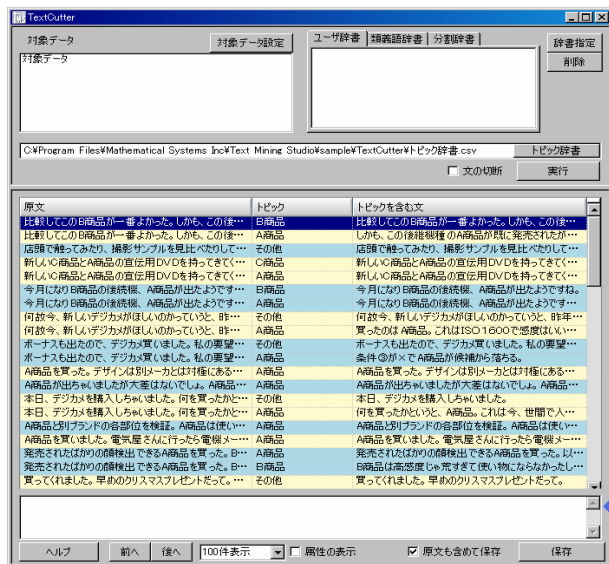 TextCutter
対象データ 対象データ設定 ユーザ辞書 類義語辞書 分割辞書 辞書指定
対象データ 削除
C:¥Program Files¥Mathematical Systems Inc¥Text Mining Studio¥sample¥TextCutter¥トピック辞書.csv トピック辞書
文の切断 実行
原文 トピック トピックを含む文
比較してこのB商品が一番よかった。しかも、この後… B商品 比較してこのB商品が一番よかった。しかも、この後…
比較してこのB商品が一番よかった。しかも、この後… A商品 しかも、この後継機種のA商品が既に発売されたが…
店頭で触ってみたり、撮影サンプルを見比べたりして… その他 店頭で触ってみたり、撮影サンプルを見比べたりして…
新しいC商品とA商品の宣伝用DVDを持ってきてく… C商品 新しいC商品とA商品の宣伝用DVDを持ってきてく…
新しいC商品とA商品の宣伝用DVDを持ってきてく… A商品 新しいC商品とA商品の宣伝用DVDを持ってきてく…
今月になりB商品の後続機、A商品が出たようです… B商品 今月になりB商品の後続機、A商品が出たようですね。
今月になりB商品の後続機、A商品が出たようです… A商品 今月になりB商品の後続機、A商品が出たようですね。
何故今、新しいデジカメがほしいのかっていうと、昨… その他 何故今、新しいデジカメがほしいのかっていうと、昨年…
何故今、新しいデジカメがほしいのかっていうと、昨… A商品 買ったのは A商品。これはISO1600で感度はいい…
ボーナスも出たので、デジカメ買いました。私の要望… その他 ボーナスも出たので、デジカメ買いました。私の要望…
ボーナスも出たので、デジカメ買いました。私の要望… A商品 条件③が×でA商品が候補から落ちる。
A商品を買った。デザインは別メーカとは対極にある… A商品 A商品を買った。デザインは別メーカとは対極にある…
A商品が出ちゃいましたが大差はないでしょ。A商品… A商品 A商品が出ちゃいましたが大差はないでしょ。A商品…
本日、デジカメを購入しちゃいました。何を買ったかと… その他 本日、デジカメを購入しちゃいました。
本日、デジカメを購入しちゃいました。何を買ったかと… A商品 何を買ったかというと、A商品。これは今、世間で人…
A商品と別ブランドの各部位を検証。A商品は使い… A商品 A商品と別ブランドの各部位を検証。A商品は使い…
A商品を買いました。電気屋さんに行ったら電機メー… A商品 A商品を買いました。電気屋さんに行ったら電機メー…
発売されたばかりの顔検出できるA商品を買った。B… A商品 発売されたばかりの顔検出できるA商品を買った。以…
発売されたばかりの顔検出できるA商品を買った。B… B商品 B商品は高感度じゃ荒すぎて使い物にならなかったし…
買ってくれました。早めのクリスマスプレゼントだって。… その他 買ってくれました。早めのクリスマスプレゼントだって。
ヘルプ 前へ 後へ 100件表示 属性の表示 原文も含めて保存 保存